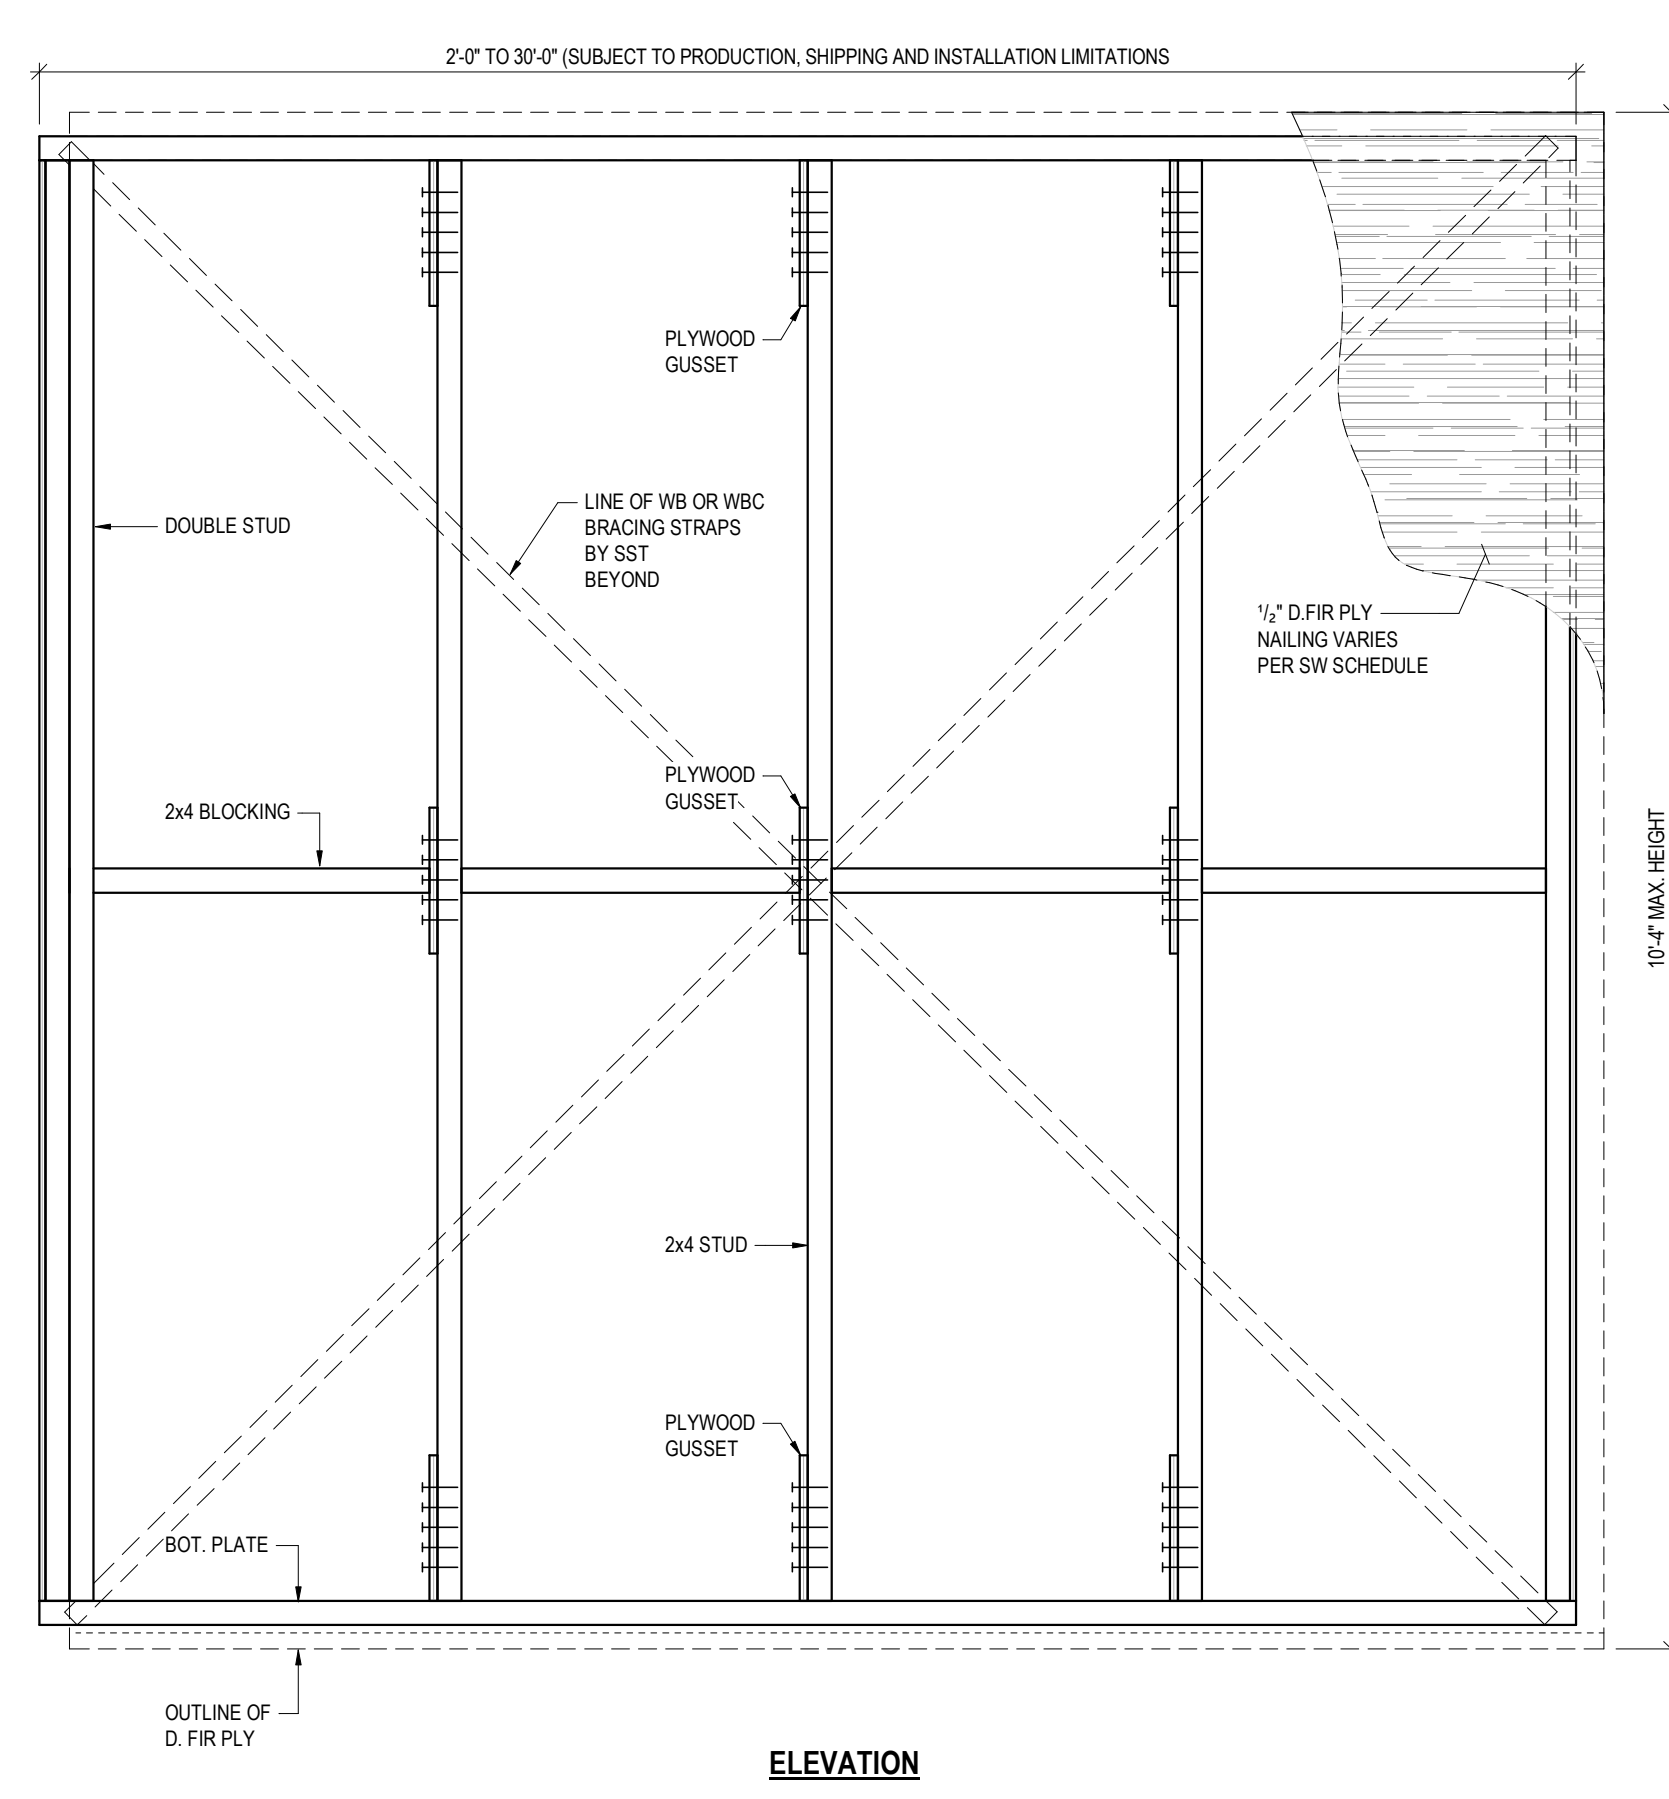 2'-0" TO 30'-0" (SUBJECT TO PRODUCTION, SHIPPING AND INSTALLATION LIMITATIONS
PLYWOOD
GUSSET
LINE OF WB OR WBC
BRACING STRAPS
BY SST
BEYOND
DOUBLE STUD
1/2" D.FIR PLY
NAILING VARIES
PER SW SCHEDULE
PLYWOOD
GUSSET
2x4 BLOCKING
10'-4" MAX. HEIGHT
2x4 STUD
PLYWOOD
GUSSET
BOT. PLATE
OUTLINE OF
D. FIR PLY
ELEVATION